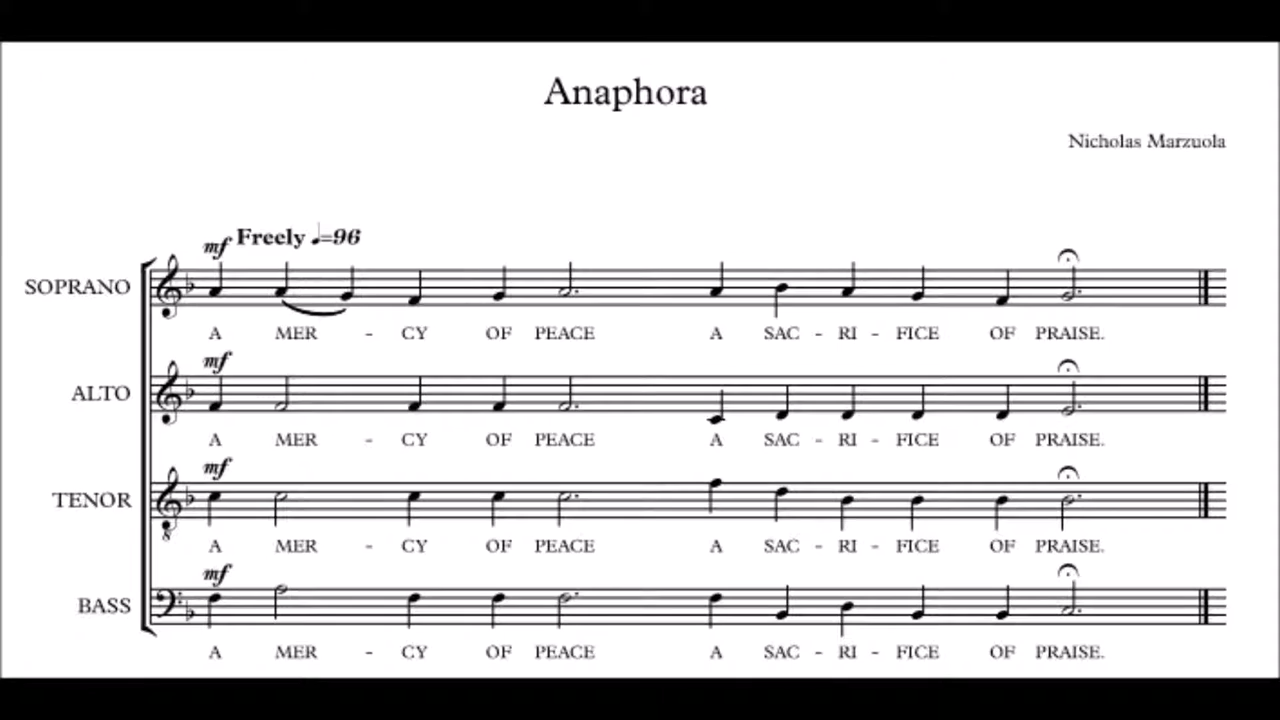 Anaphora
Nicholas Marzuola
mf Freely ♩=96
SOPRANO
A MER - CY OF PEACE A SAC - RI - FICE OF PRAISE.
mf
ALTO
A MER - CY OF PEACE A SAC - RI - FICE OF PRAISE.
mf
TENOR
8
A MER - CY OF PEACE A SAC - RI - FICE OF PRAISE.
mf
BASS
A MER - CY OF PEACE A SAC - RI - FICE OF PRAISE.